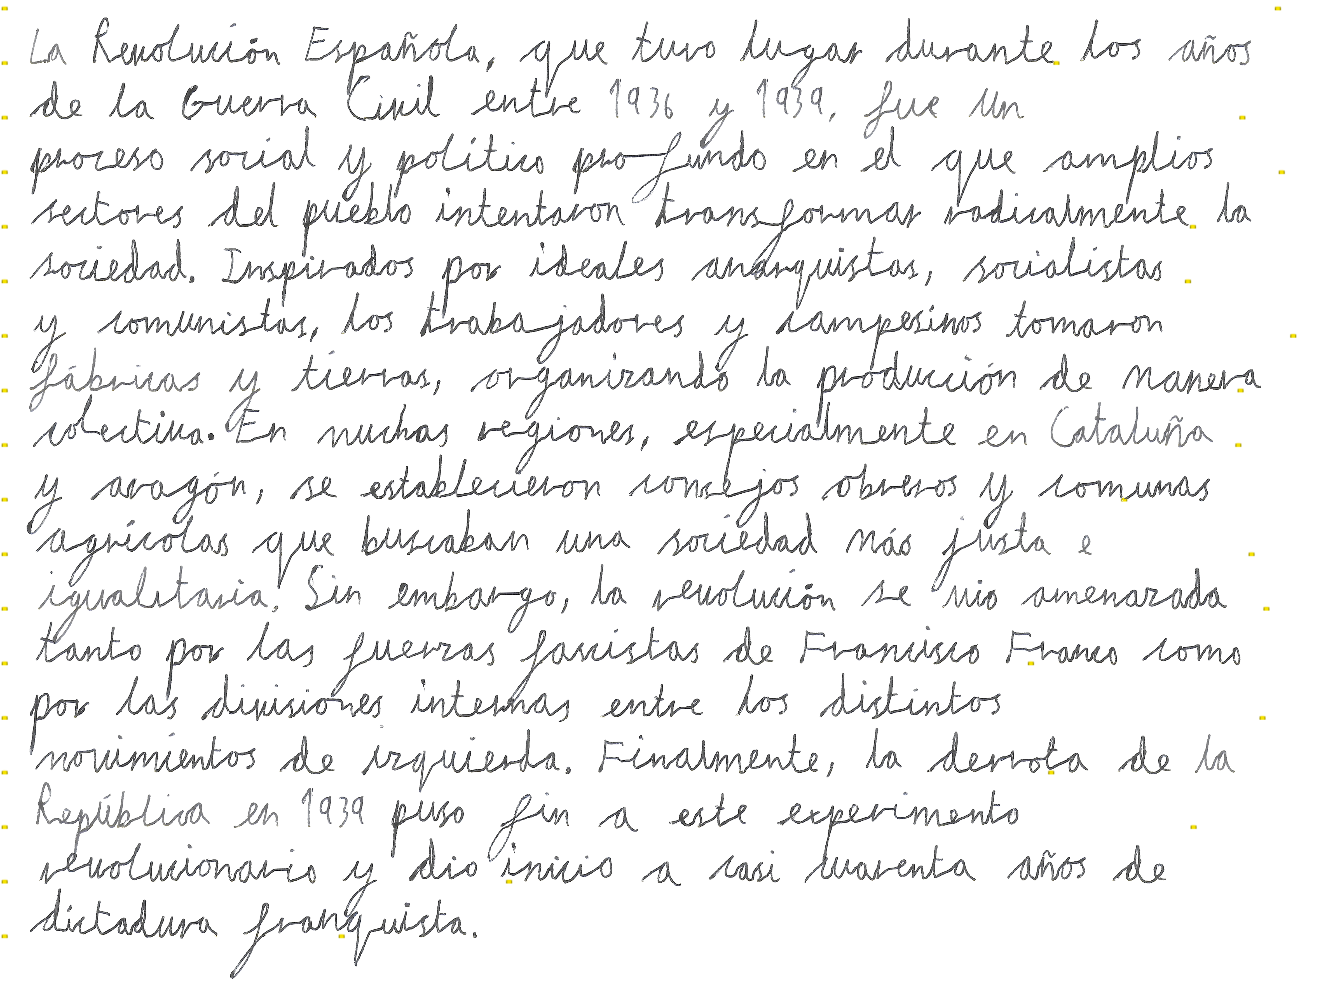 La Revolución Española, que tuvo lugar durante los años
de la Guerra Civil entre 1936 y 1939, fue un
proceso social y político profundo en el que amplios
sectores del pueblo intentaron transformar radicalmente la
sociedad. Inspirados por ideales anarquistas, socialistas
y comunistas, los trabajadores y campesinos tomaron
fábricas y tierras, organizando la producción de manera
colectiva. En muchas regiones, especialmente en Cataluña
y aragón, se establecieron consejos obreros y comunas
agrícolas que buscaban una sociedad más justa e
igualitaria. Sin embargo, la revolución se vio amenazada
tanto por las fuerzas fascistas de Francisco Franco como
por las divisiones internas entre los distintos
movimientos de izquierda. Finalmente, la derrota de la
República en 1939 puso fin a este experimento
revolucionario y dio inicio a casi cuarenta años de
dictadura franquista.